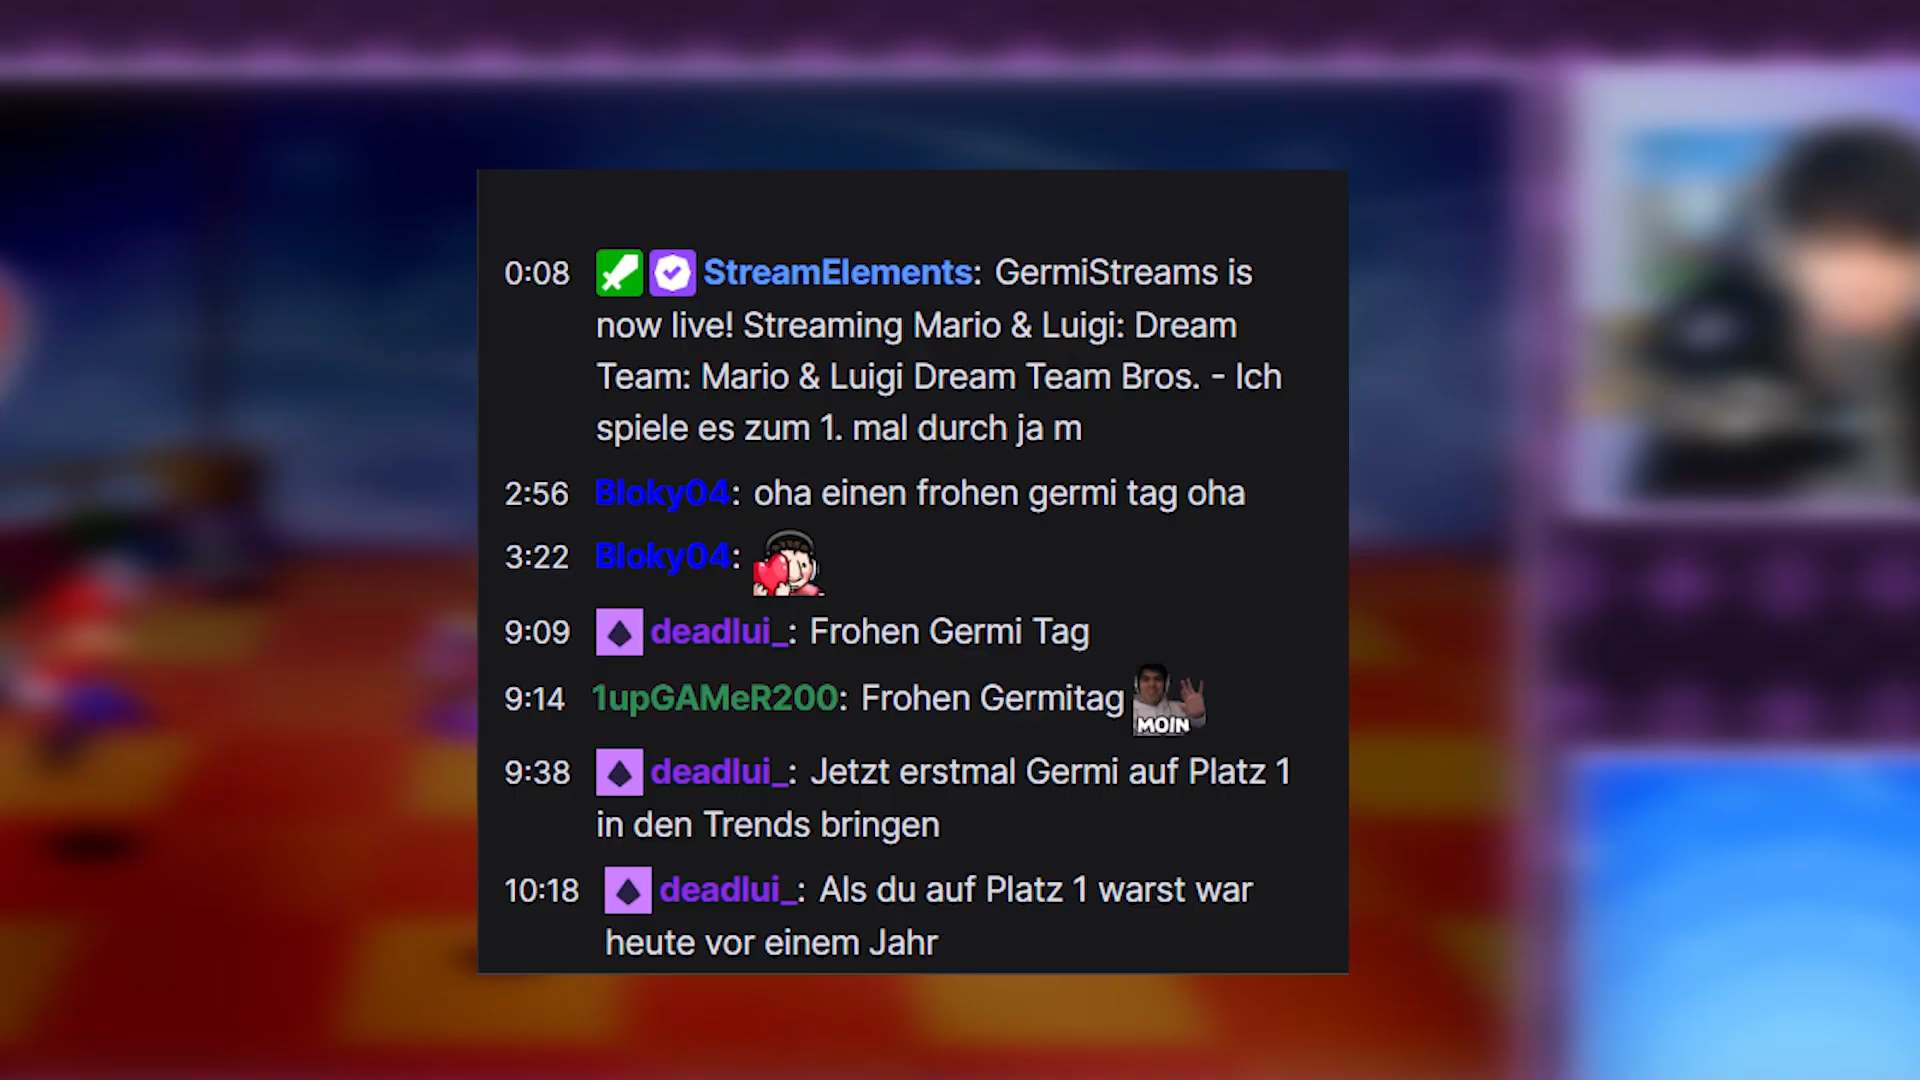 0:08 StreamElements: GermiStreams is
now live! Streaming Mario & Luigi: Dream
Team: Mario & Luigi Dream Team Bros. - Ich
spiele es zum 1. mal durch ja m
2:56 Bloky04: oha einen frohen germi tag oha
3:22 Bloky04:
9:09 deadlui_: Frohen Germi Tag
9:14 1upGAMeR200: Frohen Germitag MOIN
9:38 deadlui_: Jetzt erstmal Germi auf Platz 1
in den Trends bringen
10:18 deadlui_: Als du auf Platz 1 warst war
heute vor einem Jahr